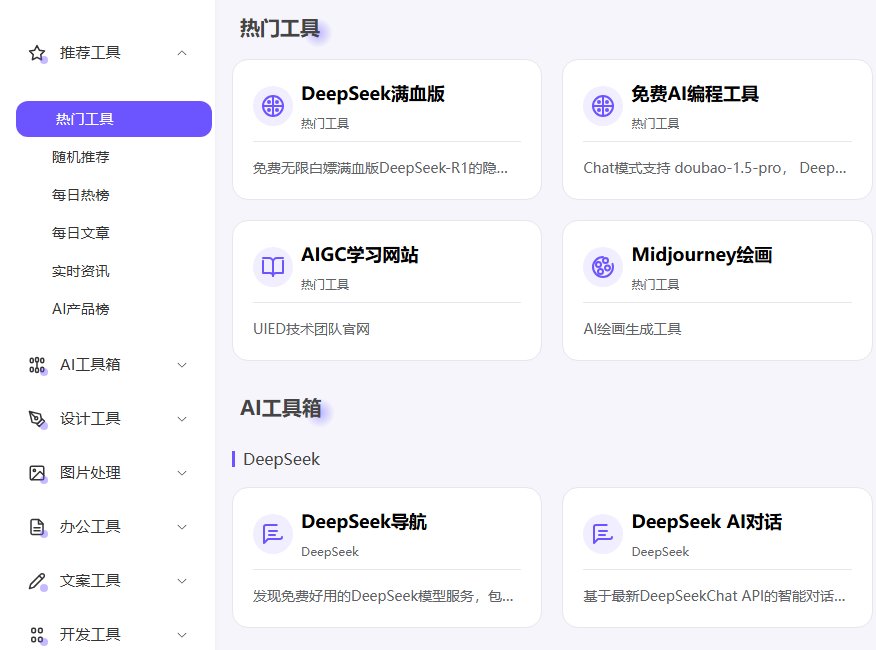 推荐工具
热门工具
随机推荐
每日热榜
每日文章
实时资讯
AI产品榜
AI工具箱
设计工具
图片处理
办公工具
文案工具
开发工具
热门工具
DeepSeek满血版
热门工具
免费无限白嫖满血版DeepSeek-R1的隐...
免费AI编程工具
热门工具
Chat模式支持 doubao-1.5-pro， Deep...
AIGC学习网站
热门工具
UIED技术团队官网
Midjourney绘画
热门工具
AI绘画生成工具
AI工具箱
DeepSeek
DeepSeek导航
DeepSeek
发现免费好用的DeepSeek模型服务，包...
DeepSeek AI对话
DeepSeek
基于最新DeepSeekChat API的智能对话...